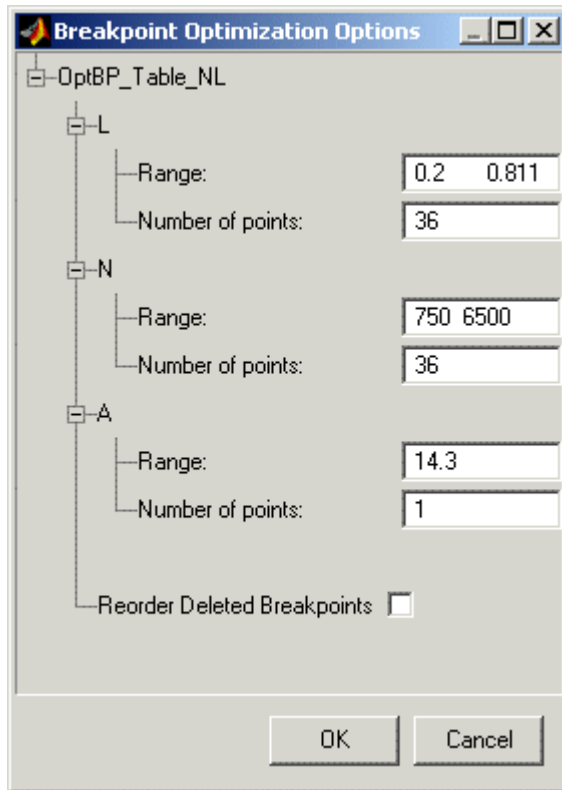 Breakpoint Optimization Options
OptBP_Table_NL
L
Range: 0.2 0.811
Number of points: 36
N
Range: 750 6500
Number of points: 36
A
Range: 14.3
Number of points: 1
Reorder Deleted Breakpoints
OK Cancel